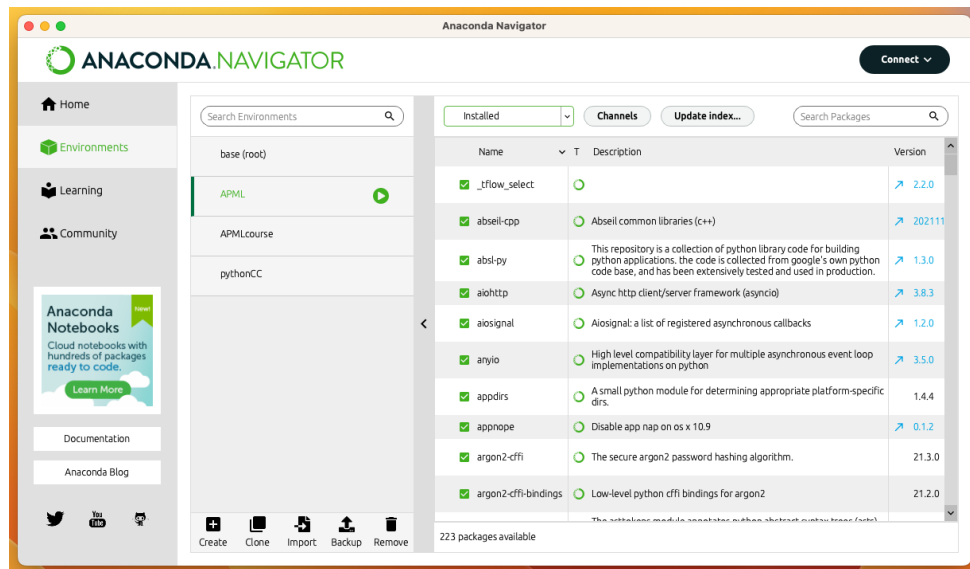 Anaconda Navigator
ANACONDA.NAVIGATOR
Connect
Home
Environments
Learning
Community
Anaconda
Notebooks
New!
Cloud notebooks with
hundreds of packages
ready to code.
Learn More
Documentation
Anaconda Blog
You
Tube
Search Environments
base (root)
APML
APMLcourse
pythonCC
Create
Clone
Import
Backup
Remove
Installed
Channels
Update index...
Search Packages
Name T Description Version
_tflow_select 2.2.0
abseil-cpp Abseil common libraries (c++) 202111
absl-py This repository is a collection of python library code for building
python applications. the code is collected from google's own python
code base, and has been extensively tested and used in production. 1.3.0
aiohttp Async http client/server framework (asyncio) 3.8.3
aiosignal Aiosignal: a list of registered asynchronous callbacks 1.2.0
anyio High level compatibility layer for multiple asynchronous event loop
implementations on python 3.5.0
appdirs A small python module for determining appropriate platform-specific
dirs. 1.4.4
appnope Disable app nap on os x 10.9 0.1.2
argon2-cffi The secure argon2 password hashing algorithm. 21.3.0
argon2-cffi-bindings Low-level python cffi bindings for argon2 21.2.0
223 packages available